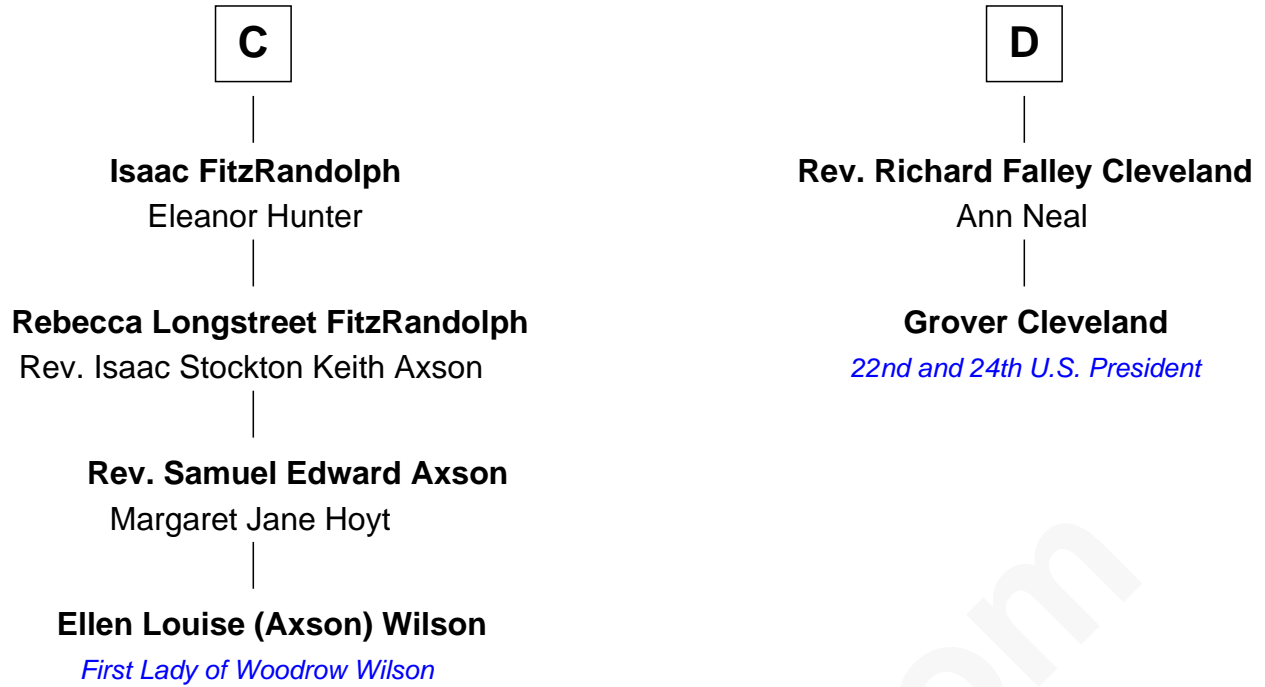 C
Isaac FitzRandolph
Eleanor Hunter
Rebecca Longstreet FitzRandolph
Rev. Isaac Stockton Keith Axson
Rev. Samuel Edward Axson
Margaret Jane Hoyt
Ellen Louise (Axson) Wilson
First Lady of Woodrow Wilson
D
Rev. Richard Falley Cleveland
Ann Neal
Grover Cleveland
22nd and 24th U.S. President
om